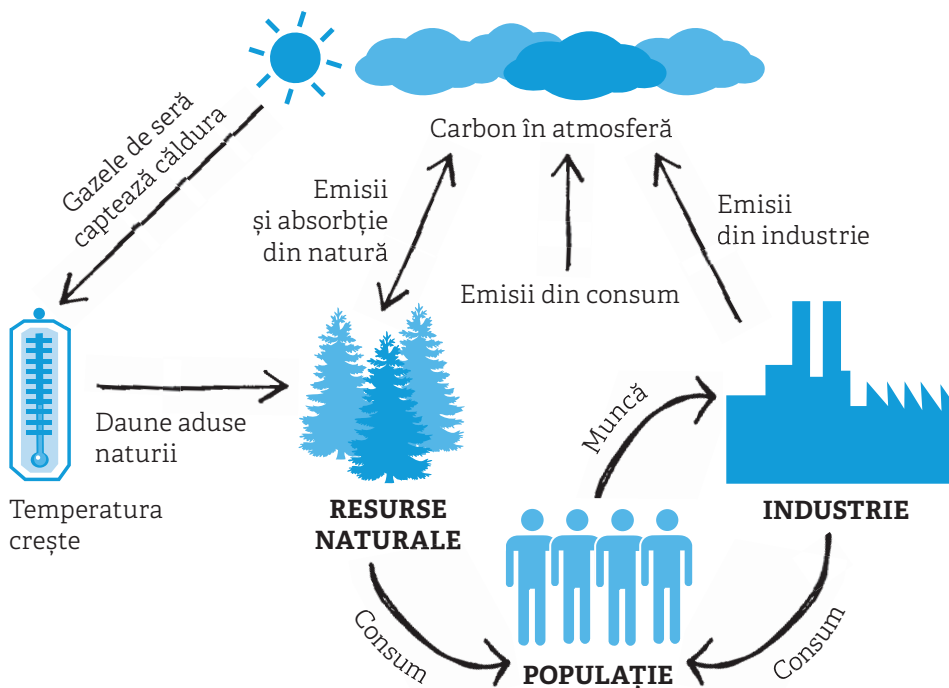 Carbon în atmosferă
Gazele de seră
captează căldura
Emisii
și absorbție
din natură
Emisii din consum
Emisii
din industrie
Daune aduse
naturii
Temperatura
crește
RESURSE
NATURALE
Muncă
INDUSTRIE
Consum
POPULAȚIE
Consum